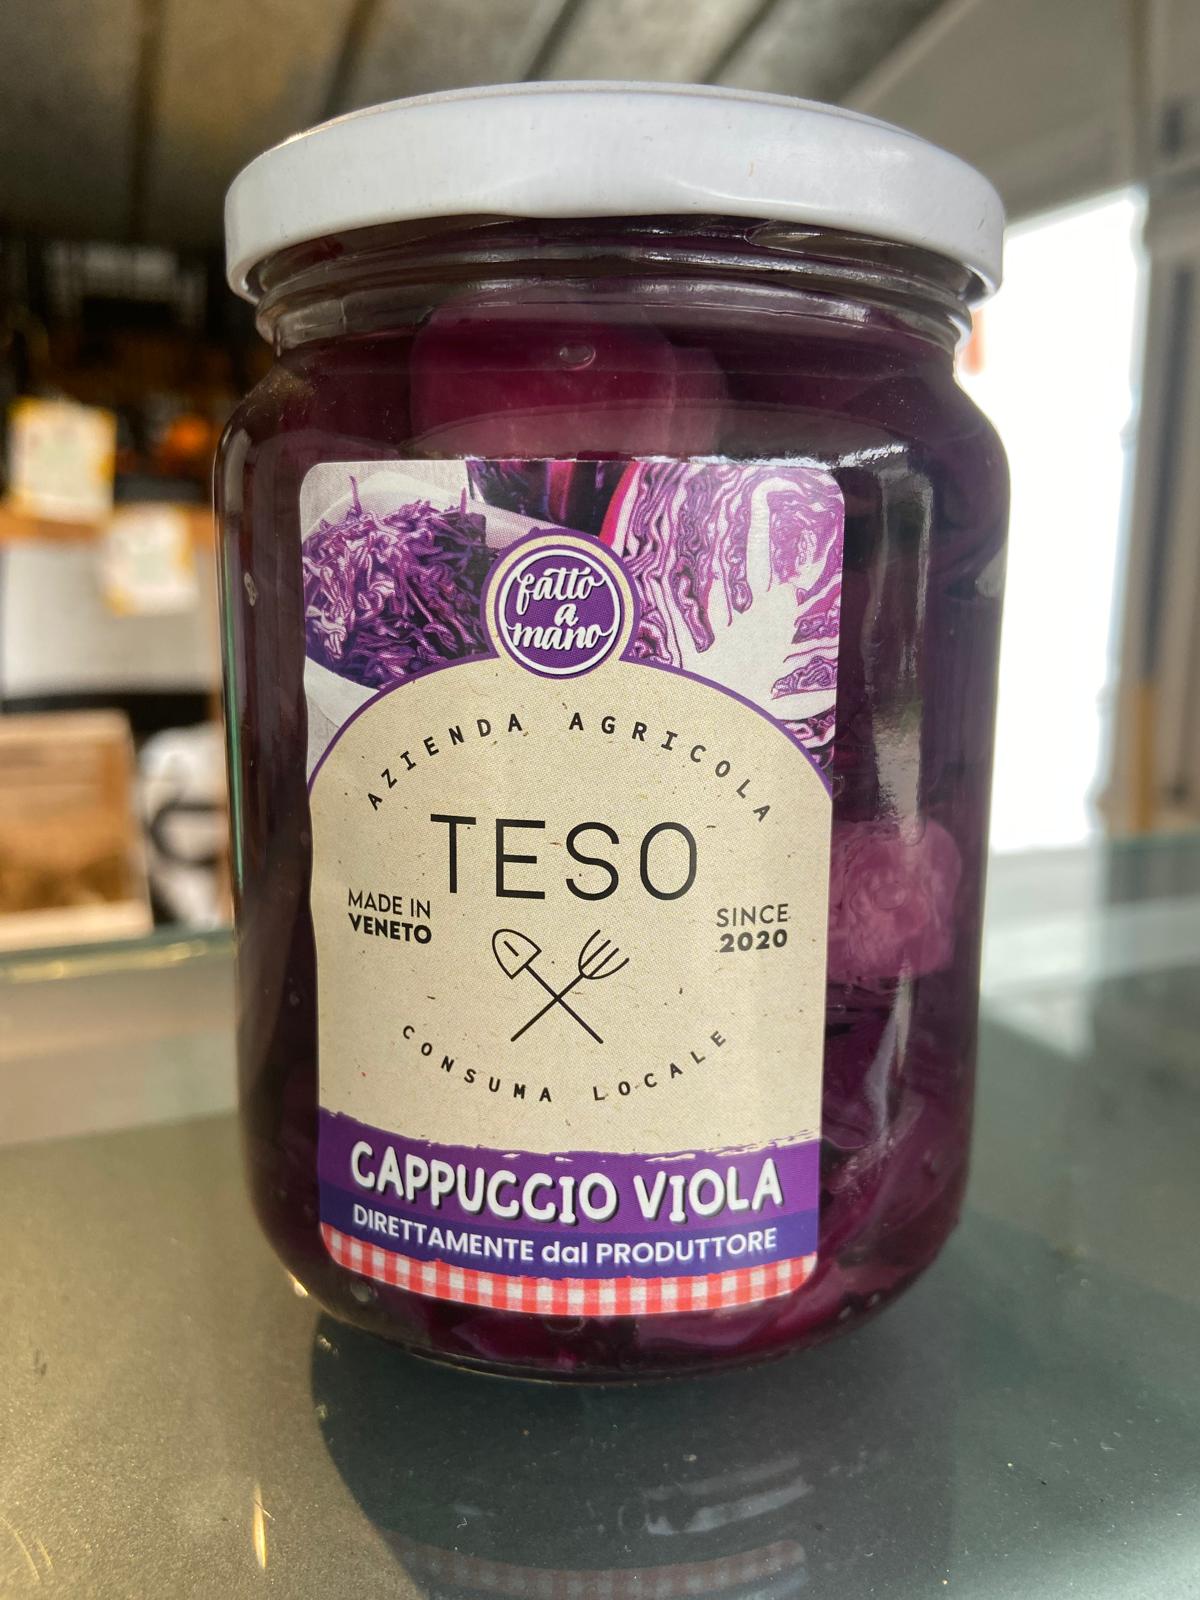 fatto
a
mano
AZIENDA AGRICOLA
TESO
MADE IN
VENETO
SINCE
2020
CONSUMA LOCALE
CAPPUCCIO VIOLA
DIRETTAMENTE dal PRODUTTORE